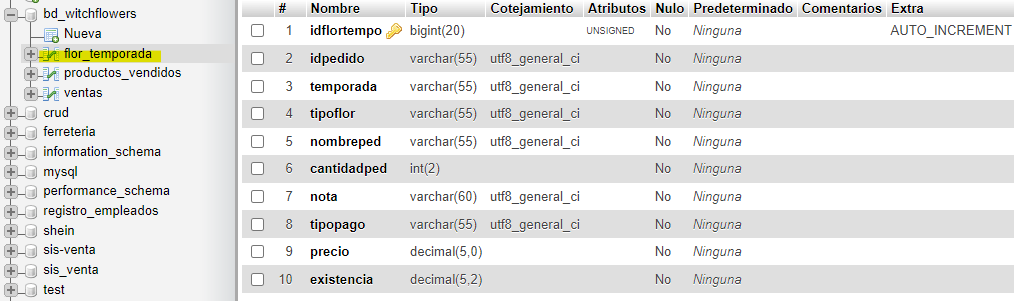 bd_witchflowers
Nueva
flor_temporada
productos_vendidos
ventas
crud
ferreteria
information_schema
mysql
performance_schema
registro_empleados
shein
sis-venta
sis_venta
test
# Nombre Tipo Cotejamiento Atributos Nulo Predeterminado Comentarios Extra
1 idflortempo bigint(20) UNSIGNED No Ninguna AUTO_INCREMENT
2 idpedido varchar(55) utf8_general_ci No Ninguna
3 temporada varchar(55) utf8_general_ci No Ninguna
4 tipoflor varchar(55) utf8_general_ci No Ninguna
5 nombreped varchar(55) utf8_general_ci No Ninguna
6 cantidadped int(2) No Ninguna
7 nota varchar(60) utf8_general_ci No Ninguna
8 tipopago varchar(55) utf8_general_ci No Ninguna
9 precio decimal(5,0) No Ninguna
10 existencia decimal(5,2) No Ninguna